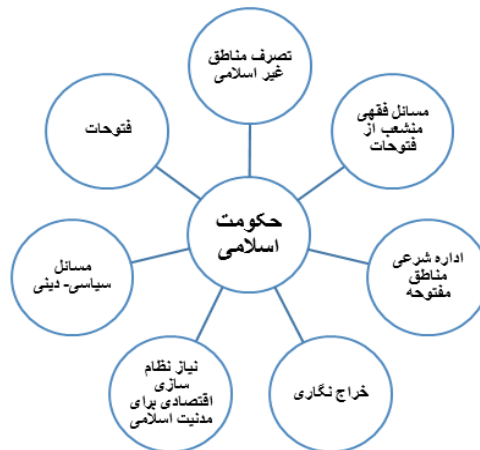 تصرف مناطق
غیر اسلامی
مسائل فقهی
منشعب از
فتوحات
اداره شرعی
مناطق
مفتوحه
خراج نگاری
نیاز نظام
سازی
اقتصادی برای
مدنیت اسلامی
مسائل
سیاسی- دینی
فتوحات
حکومت
اسلامی